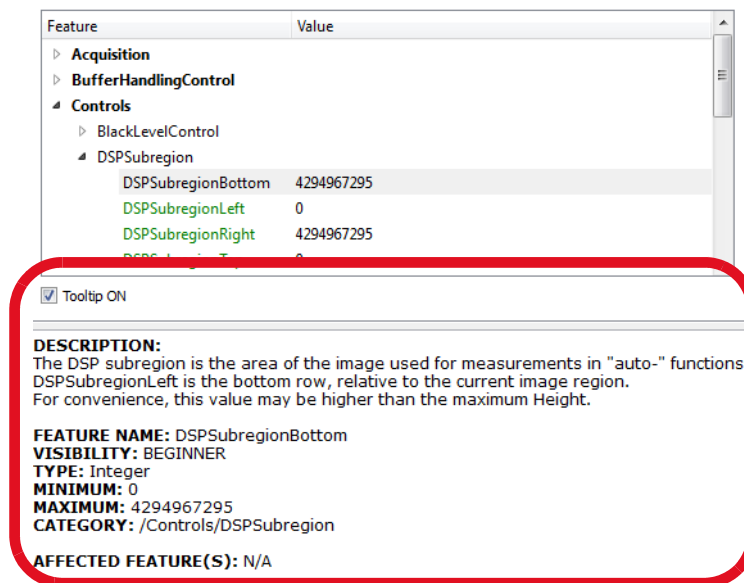 Feature Value
Acquisition
BufferHandlingControl
Controls
BlackLevelControl
DSPSubregion
DSPSubregionBottom 4294967295
DSPSubregionLeft 0
DSPSubregionRight 4294967295
Tooltip ON
DESCRIPTION:
The DSP subregion is the area of the image used for measurements in "auto-" functions
DSPSubregionLeft is the bottom row, relative to the current image region.
For convenience, this value may be higher than the maximum Height.
FEATURE NAME: DSPSubregionBottom
VISIBILITY: BEGINNER
TYPE: Integer
MINIMUM: 0
MAXIMUM: 4294967295
CATEGORY: /Controls/DSPSubregion
AFFECTED FEATURE(S): N/A